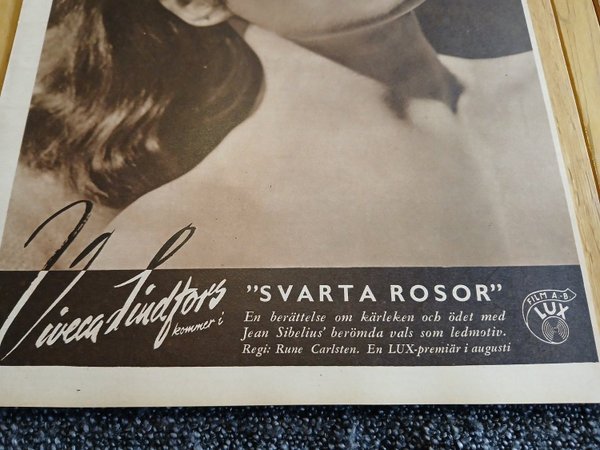 Viveca Lindfors
kommer i
"SVARTA ROSOR"
En berättelse om kärleken och ödet med
Jean Sibelius' berömda vals som ledmotiv.
Regi: Rune Carlsten. En LUX-premiär i augusti
FILM A-B
LUX